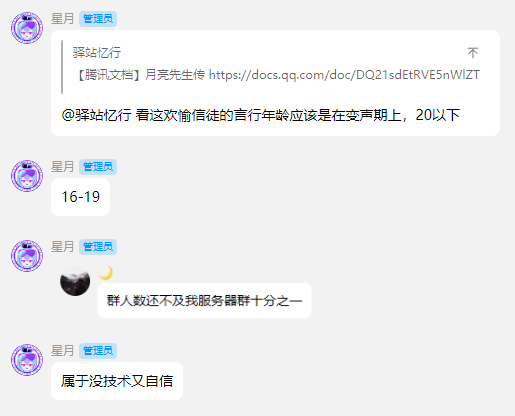 星月 管理员
驿站忆行
【腾讯文档】月亮先生传 https://docs.qq.com/doc/DQ21sdEtRVE5nWlZT
@驿站忆行 看这欢愉信徒的言行年龄应该是在变声期上，20以下
星月 管理员
16-19
星月 管理员
🌙
群人数还不及我服务器群十分之一
星月 管理员
属于没技术又自信